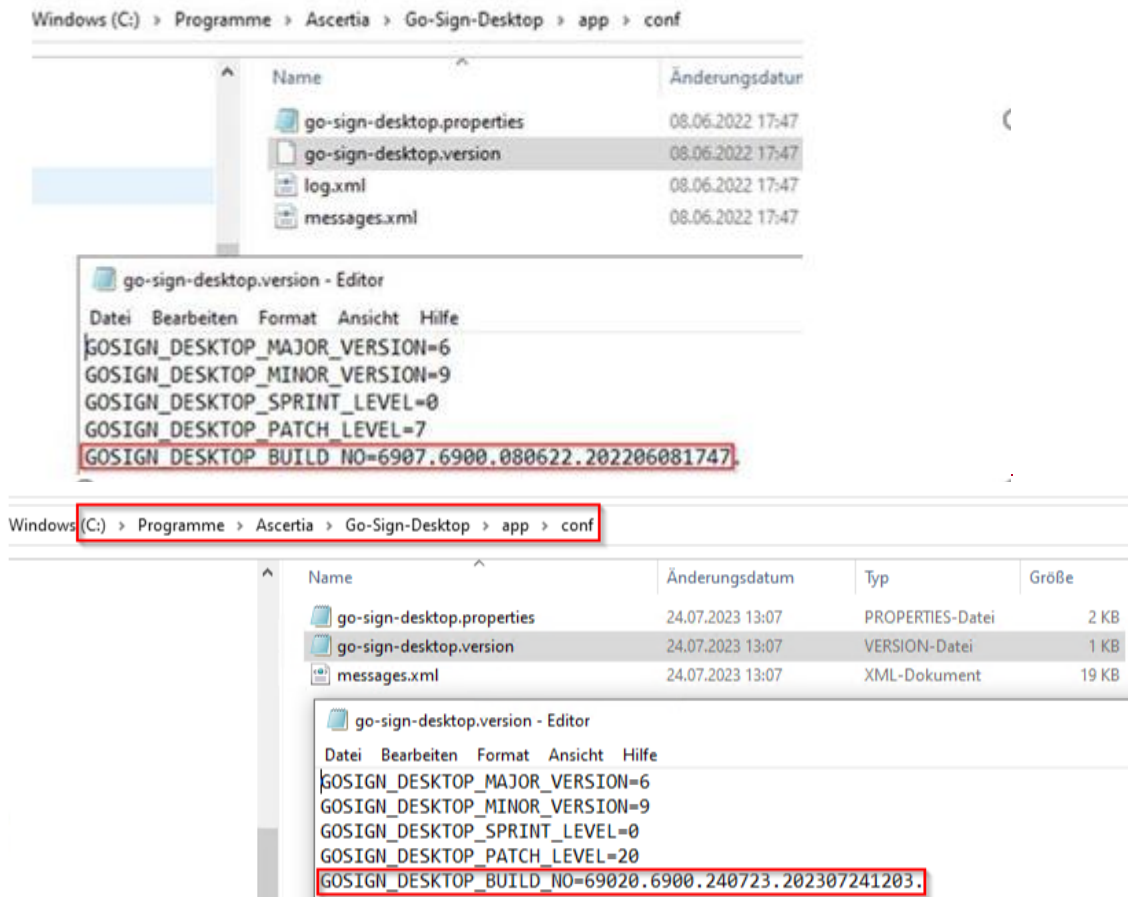 Windows (C:) > Programme > Ascertia > Go-Sign-Desktop > app > conf
Name Änderungsdatur
go-sign-desktop.properties 08.06.2022 17:47
go-sign-desktop.version 08.06.2022 17:47
log.xml 08.06.2022 17:47
messages.xml 08.06.2022 17:47
go-sign-desktop.version - Editor
Datei Bearbeiten Format Ansicht Hilfe
GOSIGN_DESKTOP_MAJOR_VERSION=6
GOSIGN_DESKTOP_MINOR_VERSION=9
GOSIGN_DESKTOP_SPRINT_LEVEL=0
GOSIGN_DESKTOP_PATCH_LEVEL=7
GOSIGN_DESKTOP_BUILD_NO=6907.6900.080622.202206081747.
Windows (C:) > Programme > Ascertia > Go-Sign-Desktop > app > conf
Name Änderungsdatum Typ Größe
go-sign-desktop.properties 24.07.2023 13:07 PROPERTIES-Datei 2 KB
go-sign-desktop.version 24.07.2023 13:07 VERSION-Datei 1 KB
messages.xml 24.07.2023 13:07 XML-Dokument 19 KB
go-sign-desktop.version - Editor
Datei Bearbeiten Format Ansicht Hilfe
GOSIGN_DESKTOP_MAJOR_VERSION=6
GOSIGN_DESKTOP_MINOR_VERSION=9
GOSIGN_DESKTOP_SPRINT_LEVEL=0
GOSIGN_DESKTOP_PATCH_LEVEL=20
GOSIGN_DESKTOP_BUILD_NO=69020.6900.240723.202307241203.